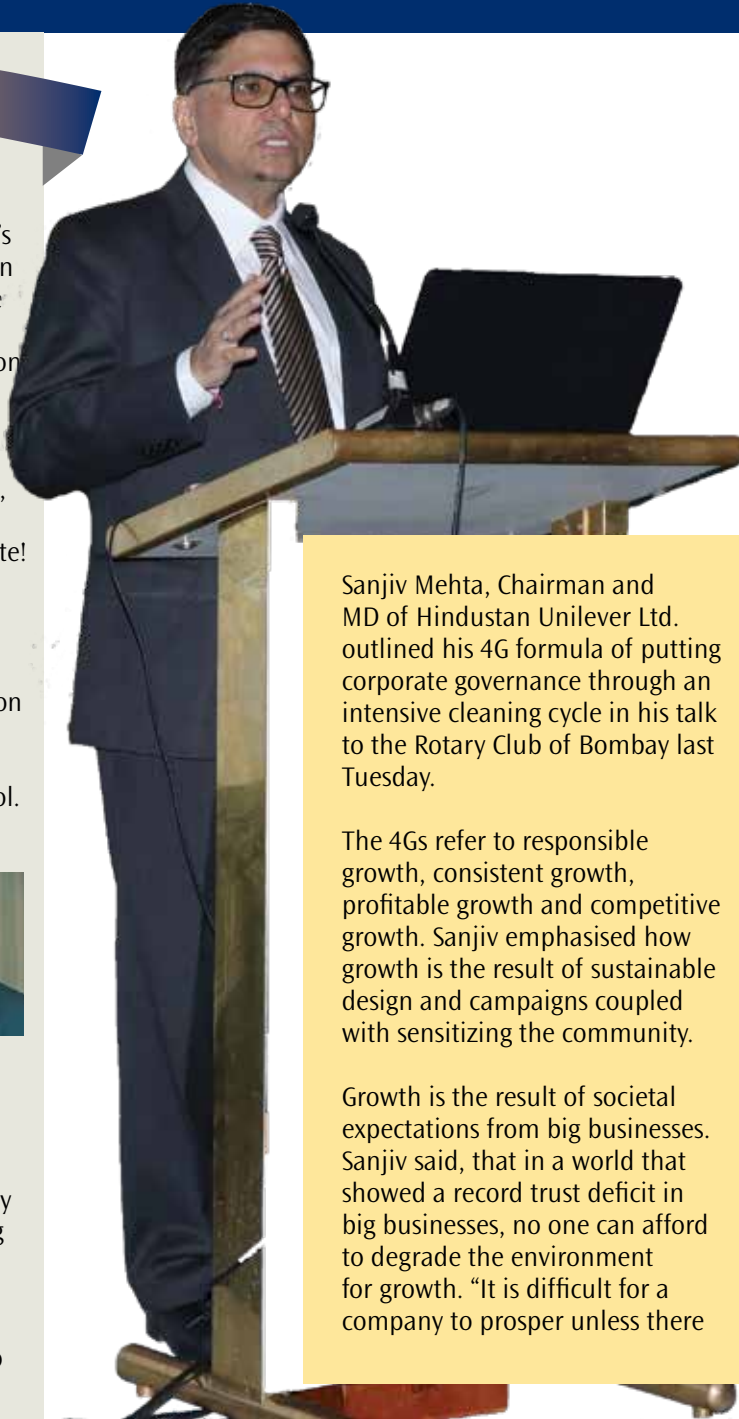 's
n
e
on
,
te!
on
ol.
y
g
o
Sanjiv Mehta, Chairman and
MD of Hindustan Unilever Ltd.
outlined his 4G formula of putting
corporate governance through an
intensive cleaning cycle in his talk
to the Rotary Club of Bombay last
Tuesday.
The 4Gs refer to responsible
growth, consistent growth,
profitable growth and competitive
growth. Sanjiv emphasised how
growth is the result of sustainable
design and campaigns coupled
with sensitizing the community.
Growth is the result of societal
expectations from big businesses.
Sanjiv said, that in a world that
showed a record trust deficit in
big businesses, no one can afford
to degrade the environment
for growth. “It is difficult for a
company to prosper unless there